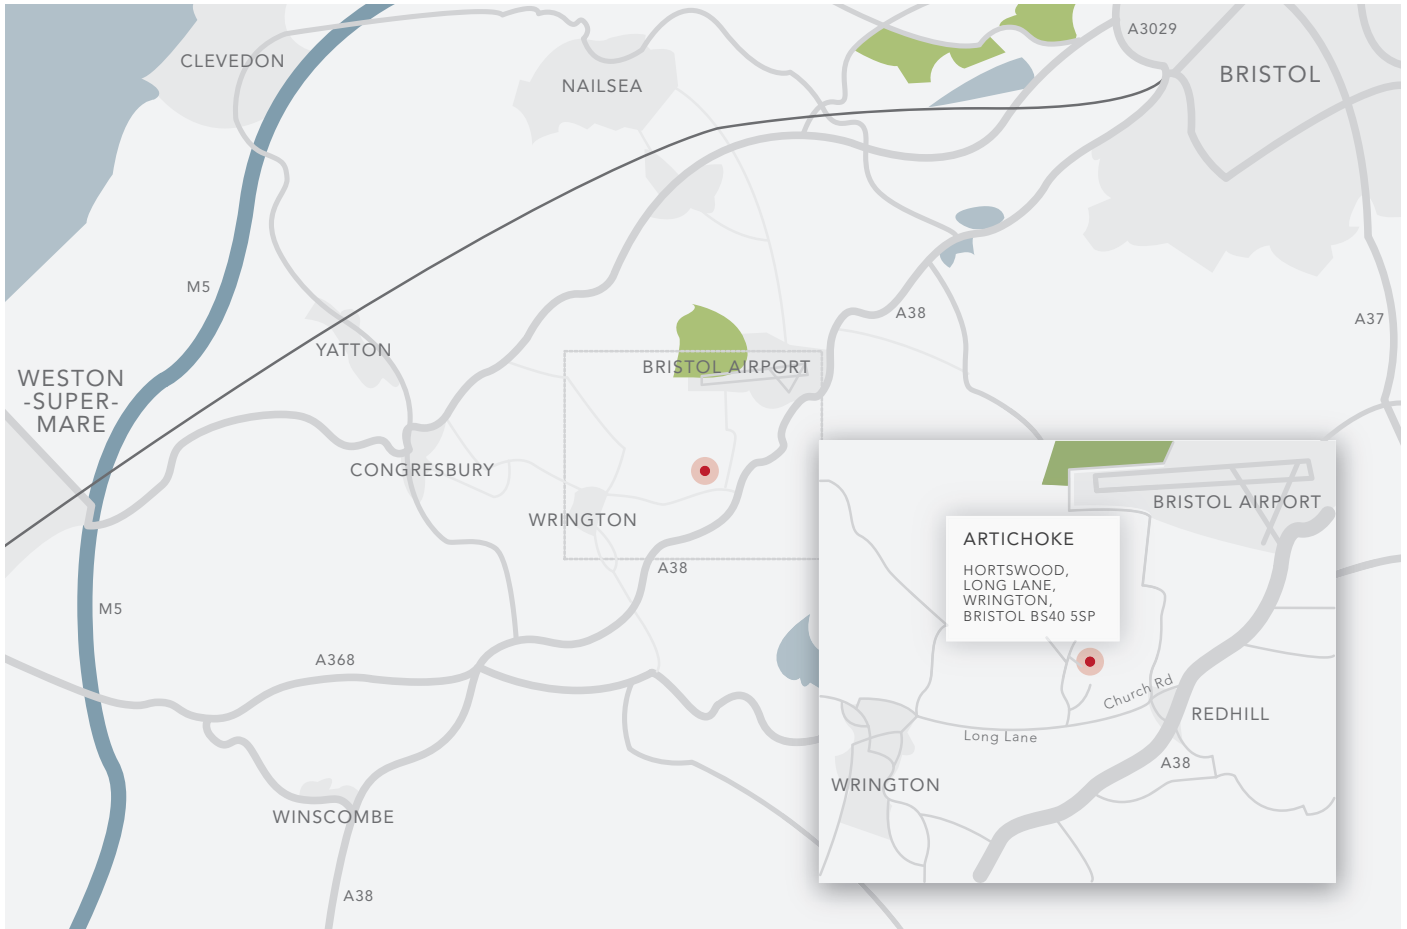 A3029
CLEVEDON
BRISTOL
NAILSEA
M5
A38
A37
YATTON
BRISTOL AIRPORT
WESTON
-SUPER-
MARE
CONGRESBURY
WRINGTON
A38
M5
A368
WINSCOMBE
A38
BRISTOL AIRPORT
ARTICHOKE
HORTSWOOD,
LONG LANE,
WRINGTON,
BRISTOL BS40 5SP
Church Rd
REDHILL
Long Lane
A38
WRINGTON